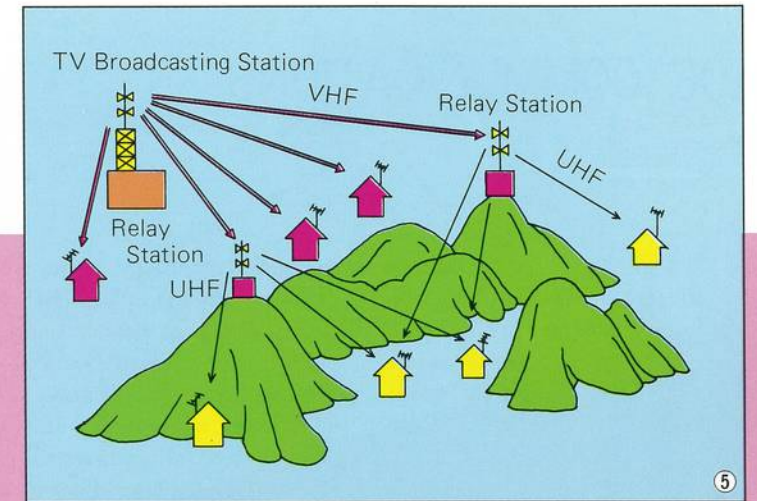 TV Broadcasting Station
VHF
Relay Station
UHF
Relay
Station
UHF
⑤